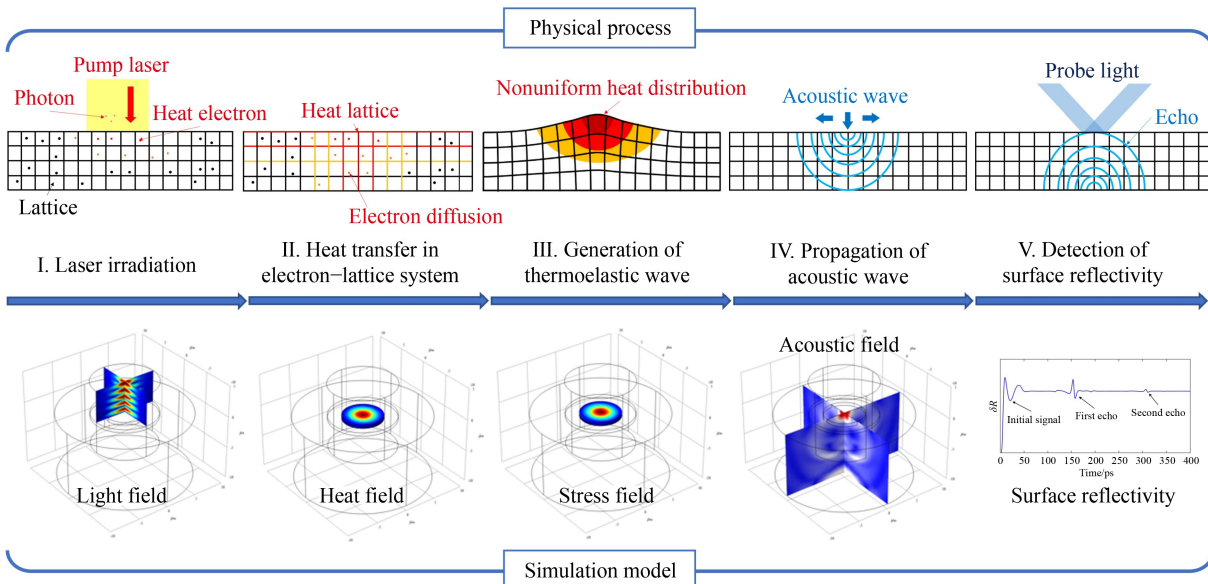 Physical process
Pump laser
Photon
Heat electron
Lattice
Heat lattice
Electron diffusion
Nonuniform heat distribution
Acoustic wave
Probe light
Echo
I. Laser irradiation
II. Heat transfer in
electron−lattice system
III. Generation of
thermoelastic wave
IV. Propagation of
acoustic wave
V. Detection of
surface reflectivity
Light field
Heat field
Stress field
Acoustic field
δR
Initial signal
First echo
Second echo
0
50
100
150
200
250
300
350
400
Time/ps
Surface reflectivity
Simulation model